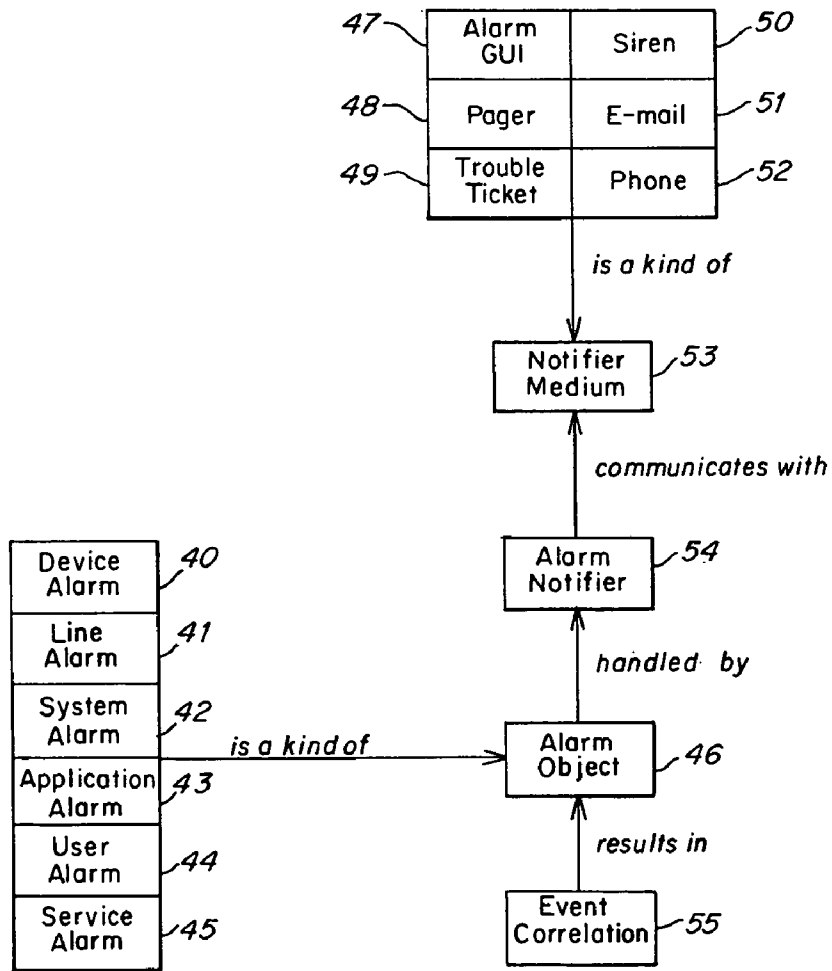 47
Alarm
GUI
Siren
50
48
Pager
E-mail
51
49
Trouble
Ticket
Phone
52
is a kind of
Notifier
Medium
53
communicates with
Alarm
Notifier
54
handled by
Device
Alarm
40
Line
Alarm
41
System
Alarm
42
Application
Alarm
43
User
Alarm
44
Service
Alarm
45
is a kind of
Alarm
Object
46
results in
Event
Correlation
55